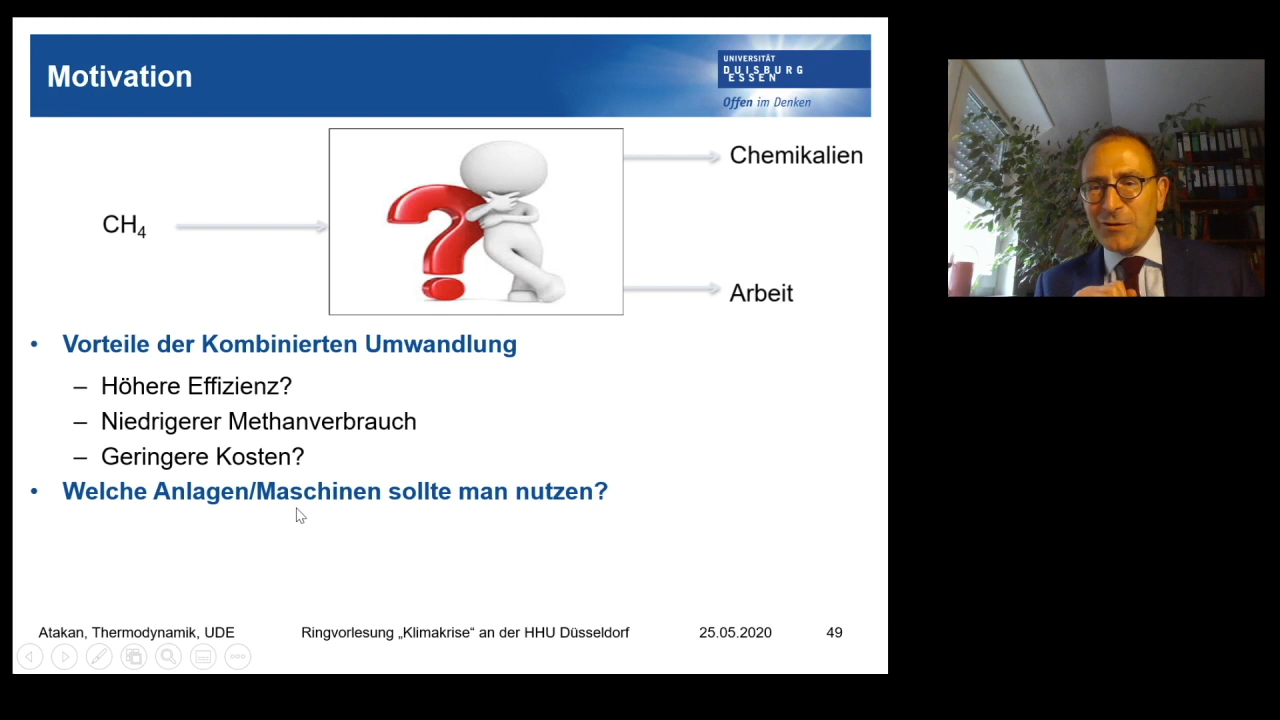 Motivation
UNIVERSITÄT
DUISBURG
ESSEN
Offen im Denken
CH4
Chemikalien
Arbeit
• Vorteile der Kombinierten Umwandlung
– Höhere Effizienz?
– Niedrigerer Methanverbrauch
– Geringere Kosten?
• Welche Anlagen/Maschinen sollte man nutzen?
Atakan, Thermodynamik, UDE
Ringvorlesung „Klimakrise“ an der HHU Düsseldorf
25.05.2020
49